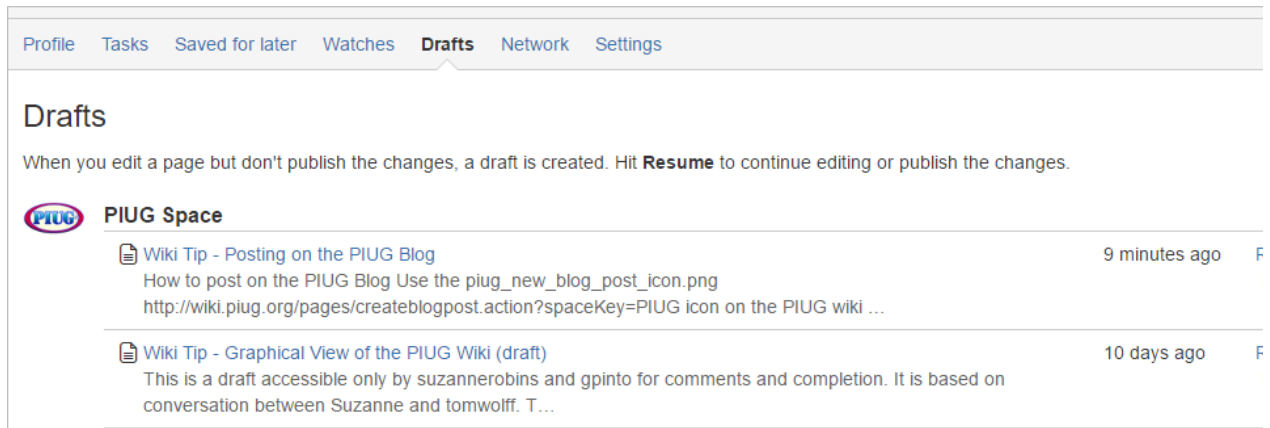 Profile Tasks Saved for later Watches Drafts Network Settings
Drafts
When you edit a page but don't publish the changes, a draft is created. Hit Resume to continue editing or publish the changes.
PIUG PIUG Space
Wiki Tip - Posting on the PIUG Blog 9 minutes ago
How to post on the PIUG Blog Use the piug_new_blog_post_icon.png
http://wiki.piug.org/pages/createblogpost.action?spaceKey=PIUG icon on the PIUG wiki ...
Wiki Tip - Graphical View of the PIUG Wiki (draft) 10 days ago
This is a draft accessible only by suzannerobins and gpinto for comments and completion. It is based on
conversation between Suzanne and tomwolff. T...